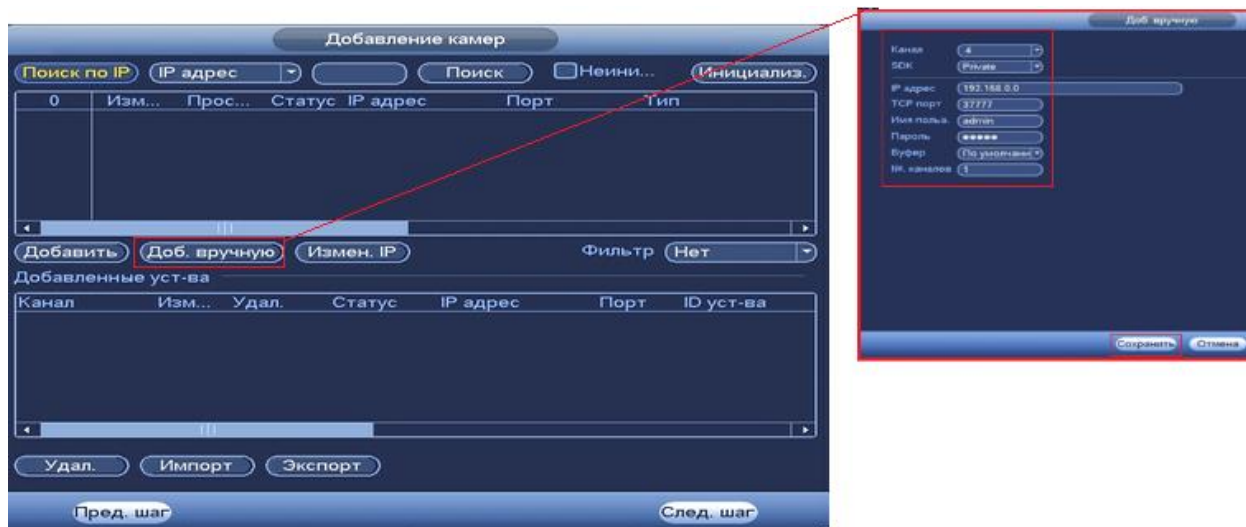 Добавление камер
Поиск по IP IP адрес Поиск Неини... Инициализ.
0 Изм... Прос... Статус IP адрес Порт Тип
Добавить Доб. вручную Измен. IP Фильтр Нет
Добавленные уст-ва
Канал Изм... Удал. Статус IP адрес Порт ID уст-ва
Удал. Импорт Экспорт
Пред. шаг След. шаг
Доб. вручную
Канал 4
SDK Private
IP адрес 192.168.0.0
TCP порт 37777
Имя польз. admin
Пароль •••••
Буфер По умолчани
№. каналов 1
Сохранить Отмена